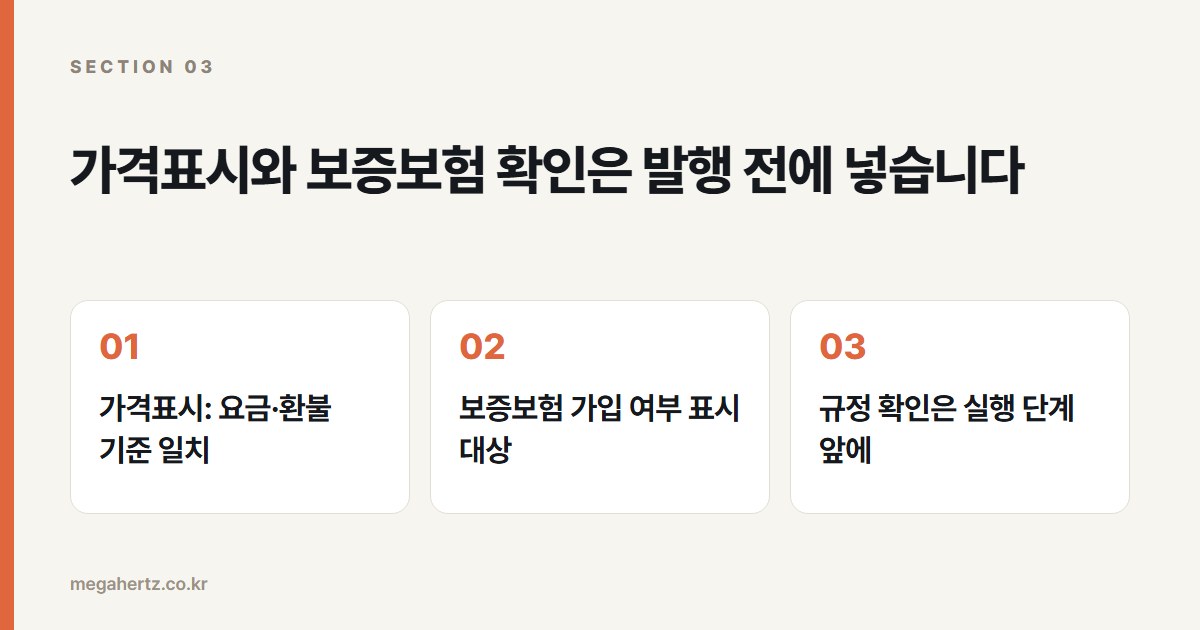 SECTION 03
가격표시와 보증보험 확인은 발행 전에 넣습니다
01
가격표시: 요금·환불
기준 일치
02
보증보험 가입 여부 표시
대상
03
규정 확인은 실행 단계
앞에
megahertz.co.kr